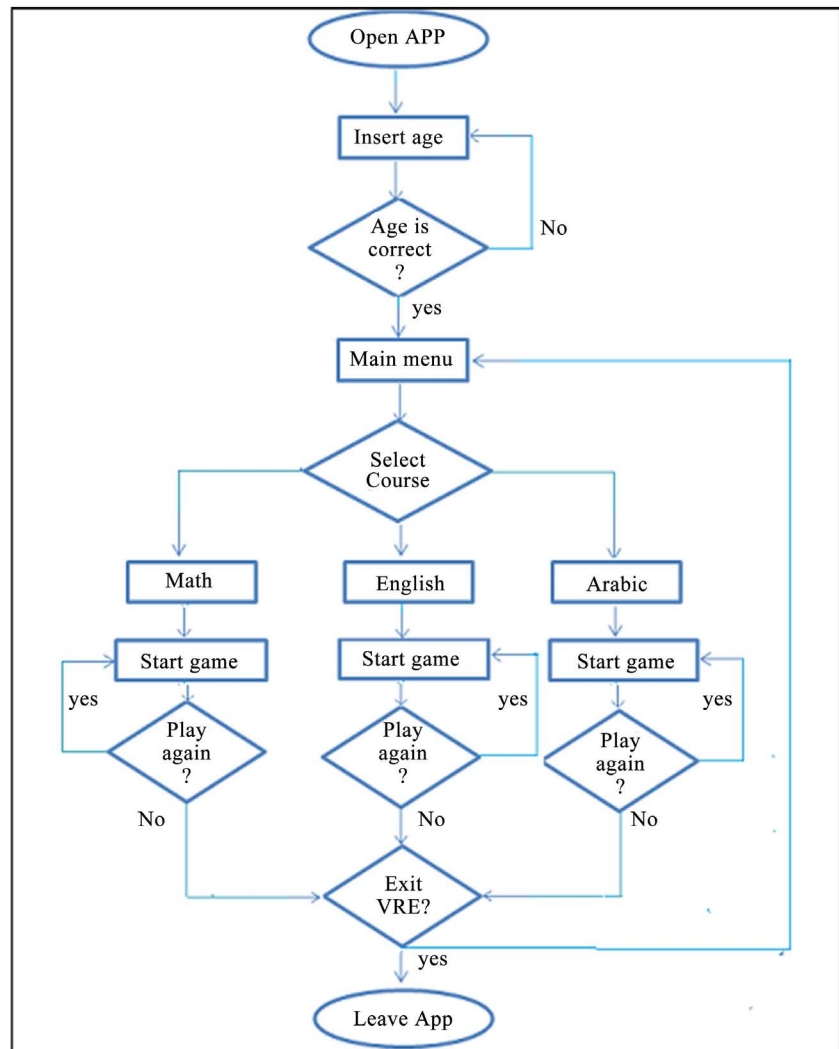 Open APP
Insert age
Age is
correct
?
No
yes
Main menu
Select
Course
Math
English
Arabic
Start game
Start game
Start game
yes
yes
yes
Play
again
?
Play
again
?
Play
again
?
No
No
No
Exit
VRE?
yes
Leave App